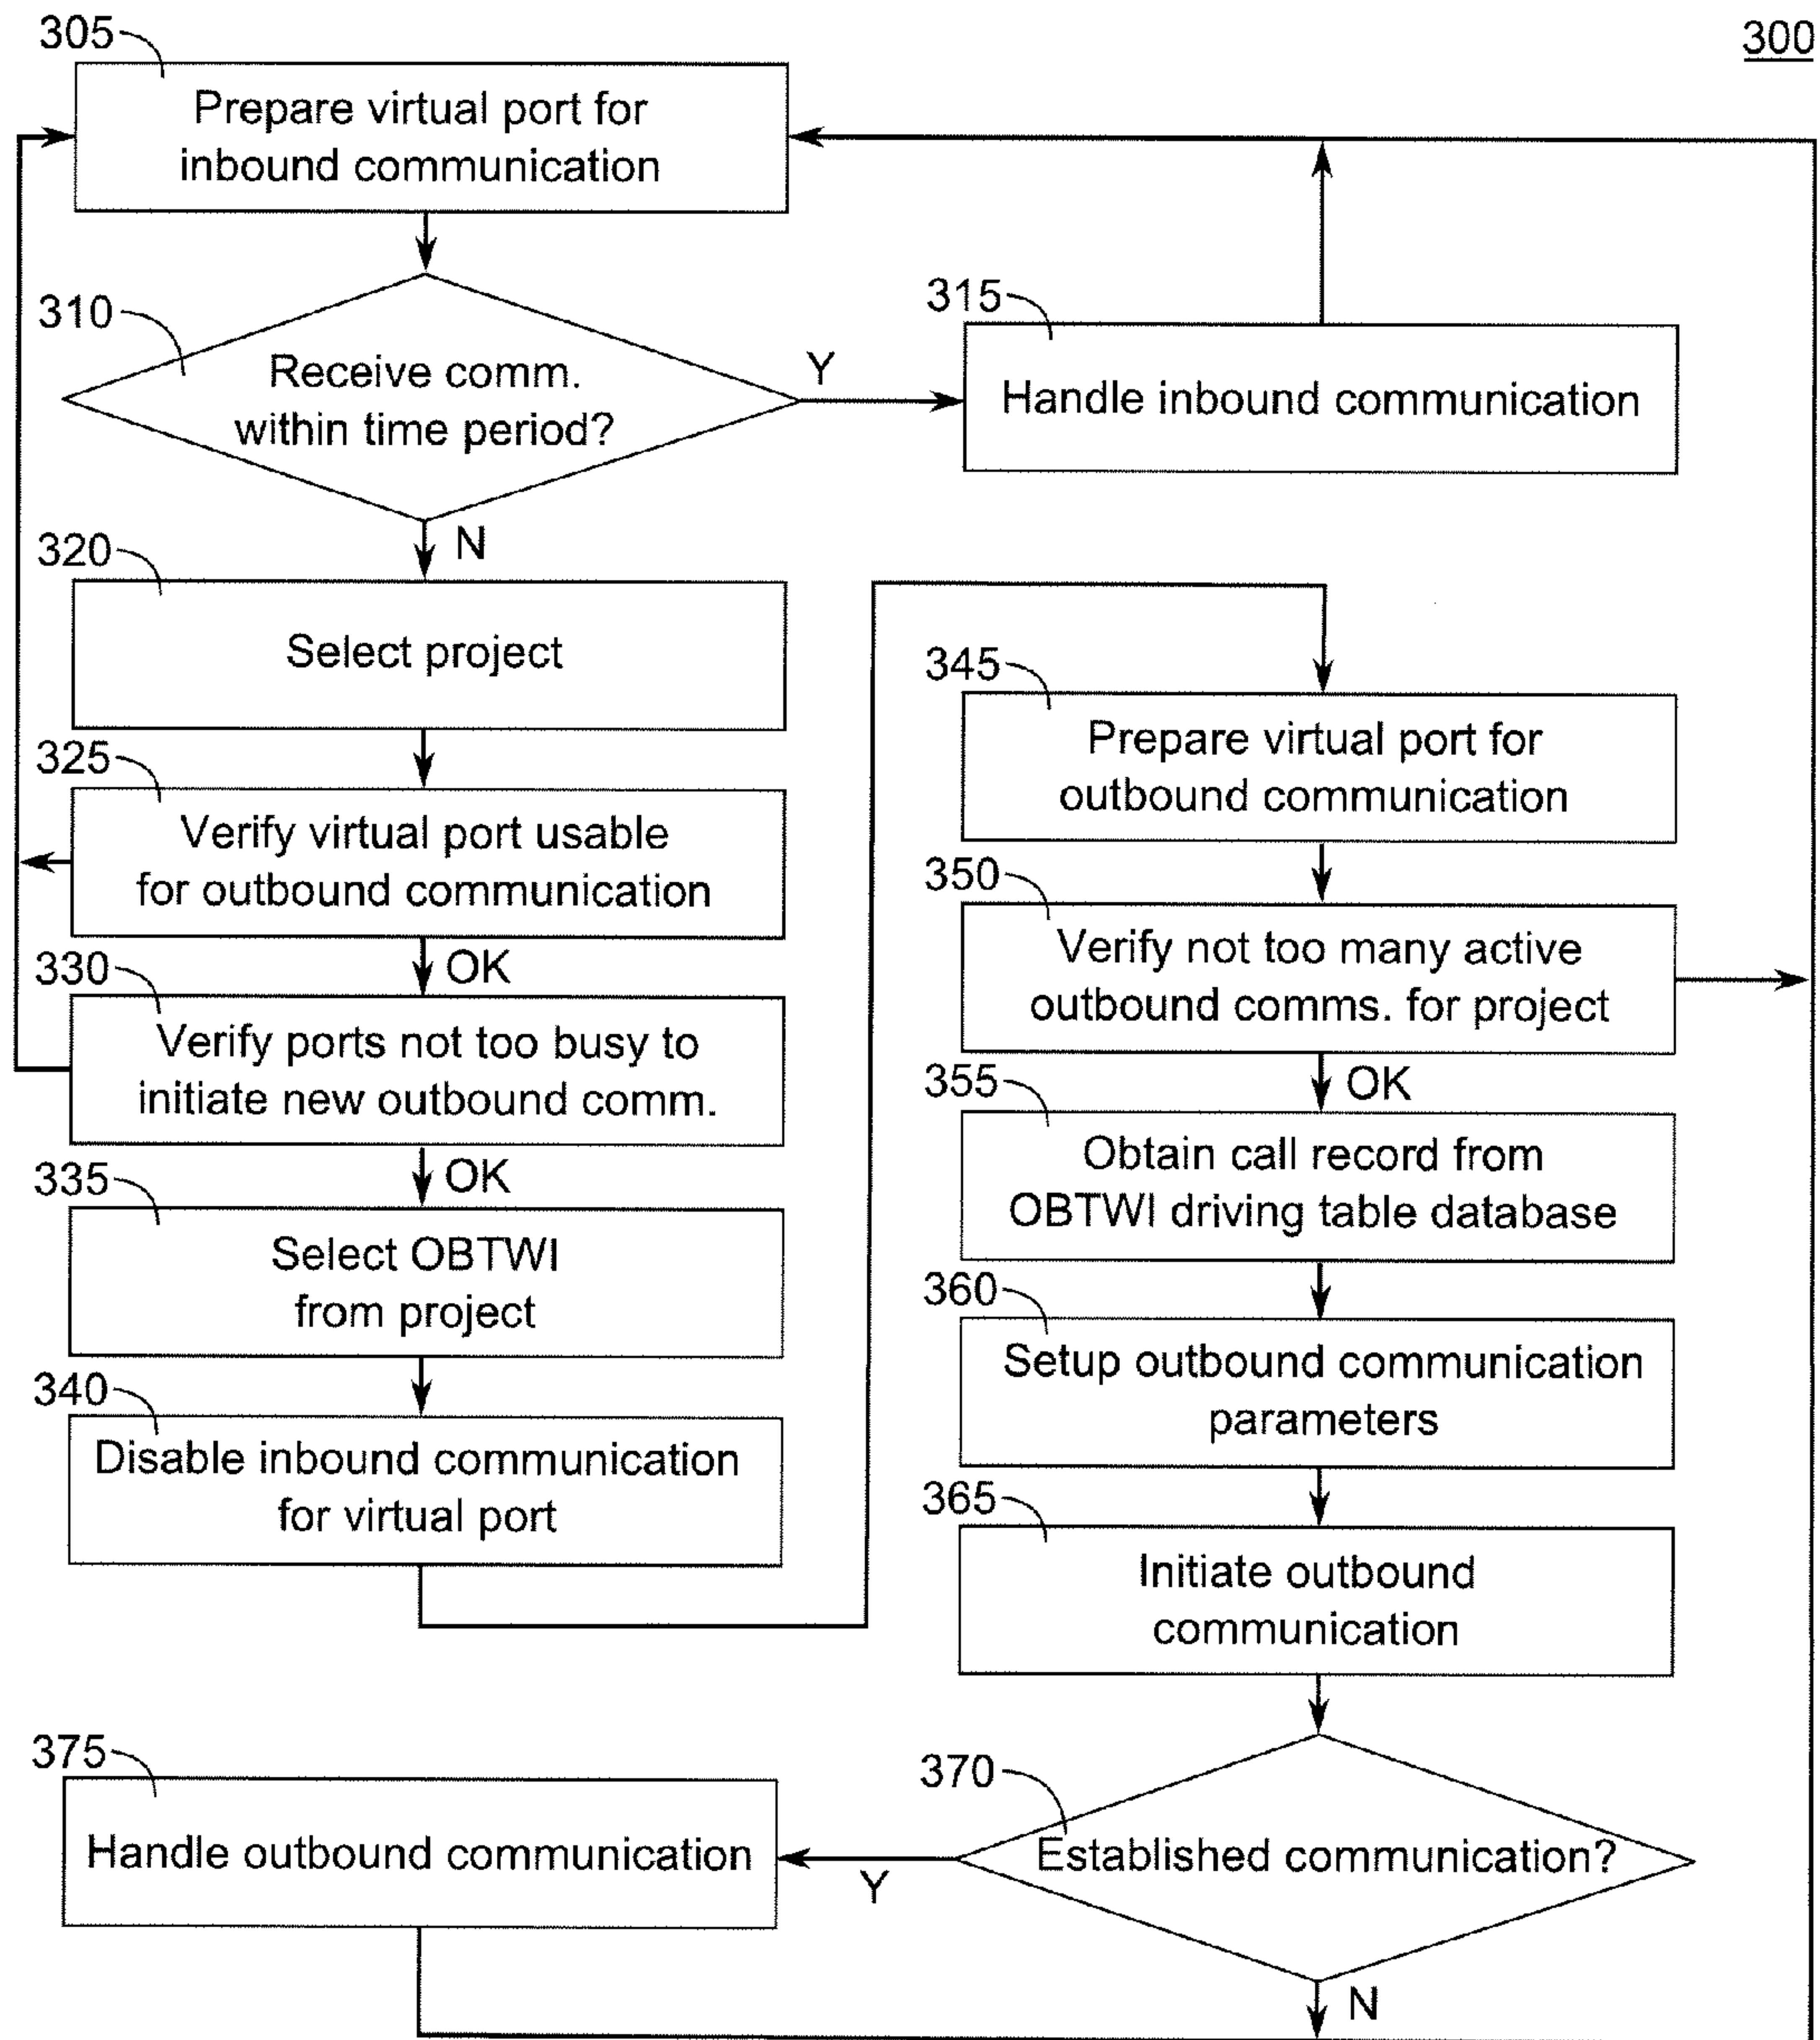 300
305
Prepare virtual port for
inbound communication
310
Receive comm.
within time period?
Y
N
315
Handle inbound communication
320
Select project
325
Verify virtual port usable
for outbound communication
OK
330
Verify ports not too busy to
initiate new outbound comm.
OK
335
Select OBTWI
from project
340
Disable inbound communication
for virtual port
345
Prepare virtual port for
outbound communication
350
Verify not too many active
outbound comms. for project
OK
355
Obtain call record from
OBTWI driving table database
360
Setup outbound communication
parameters
365
Initiate outbound
communication
370
Established communication?
Y
N
375
Handle outbound communication